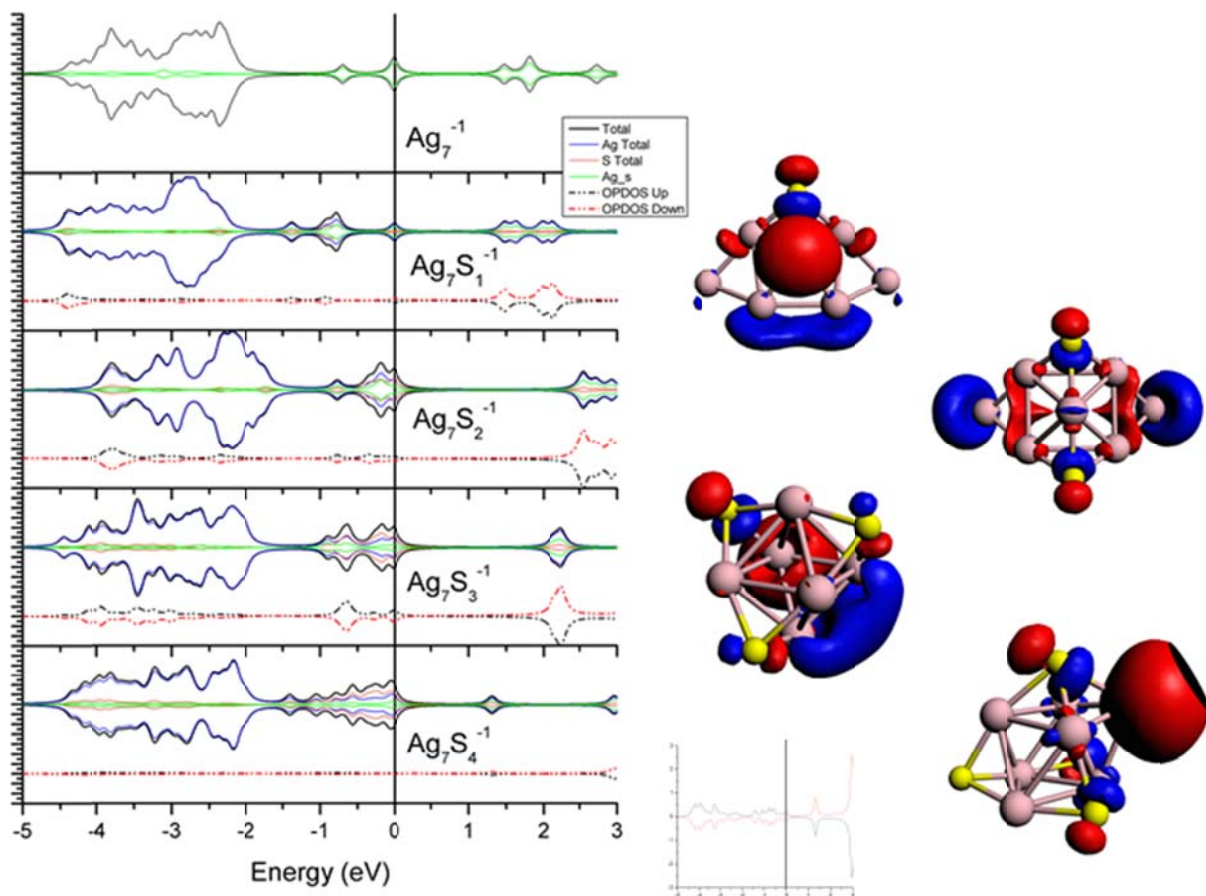 Ag7-1
Total
Ag Total
S Total
Ag_s
OPDOS Up
OPDOS Down
Ag7S1-1
Ag7S2-1
Ag7S3-1
Ag7S4-1
-5 -4 -3 -2 -1 0 1 2 3
Energy (eV)